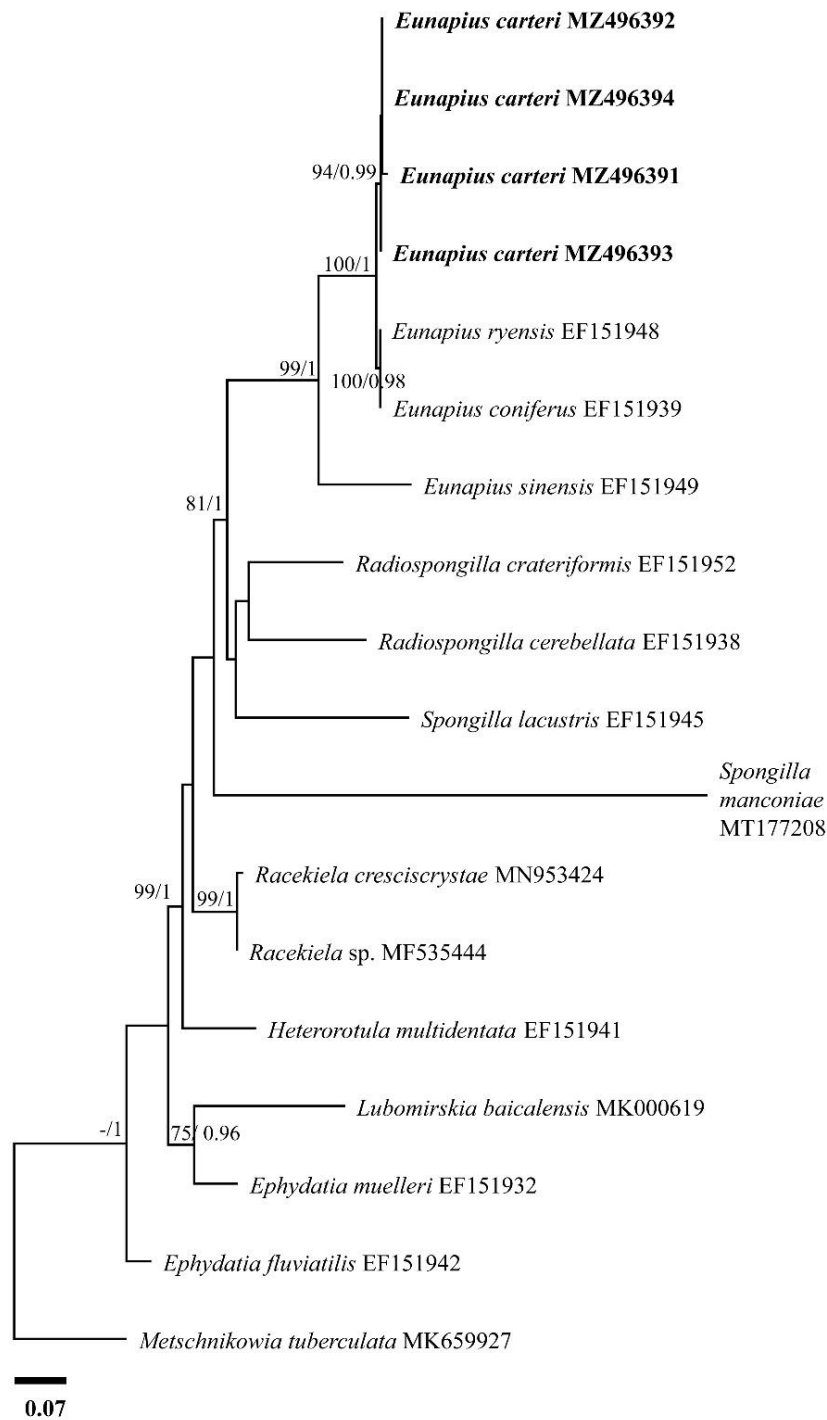 Eunapius carteri MZ496392
Eunapius carteri MZ496394
94/0.99
Eunapius carteri MZ496391
Eunapius carteri MZ496393
100/1
Eunapius ryensis EF151948
99/1
100/0.98
Eunapius coniferus EF151939
Eunapius sinensis EF151949
81/1
Radiospongilla crateriformis EF151952
Radiospongilla cerebellata EF151938
Spongilla lacustris EF151945
Spongilla
manconiae
MT177208
Racekiela cresciscrystae MN953424
99/1
99/1
Racekiela sp. MF535444
Heterorotula multidentata EF151941
Lubomirskia baicalensis MK000619
-/1
75/ 0.96
Ephydatia muelleri EF151932
Ephydatia fluviatilis EF151942
Metschnikowia tuberculata MK659927
0.07